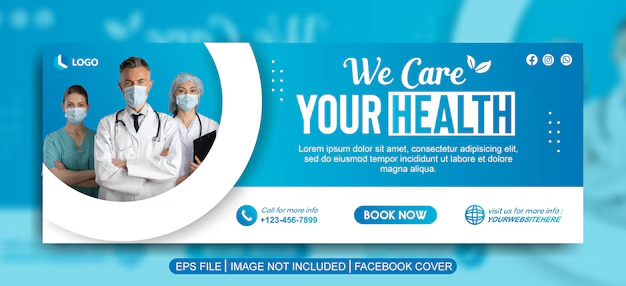 LOGO
We Care
YOUR HEALTH
Lorem ipsum dolor sit amet, consectetur adipiscing elit,
sed do eiusmod tempor incididunt ut labore et dolore magna
aliqua.
Call for more info
+123-456-7899
BOOK NOW
visit us for more info :
YOURWEBSITEHERE
EPS FILE | IMAGE NOT INCLUDED | FACEBOOK COVER